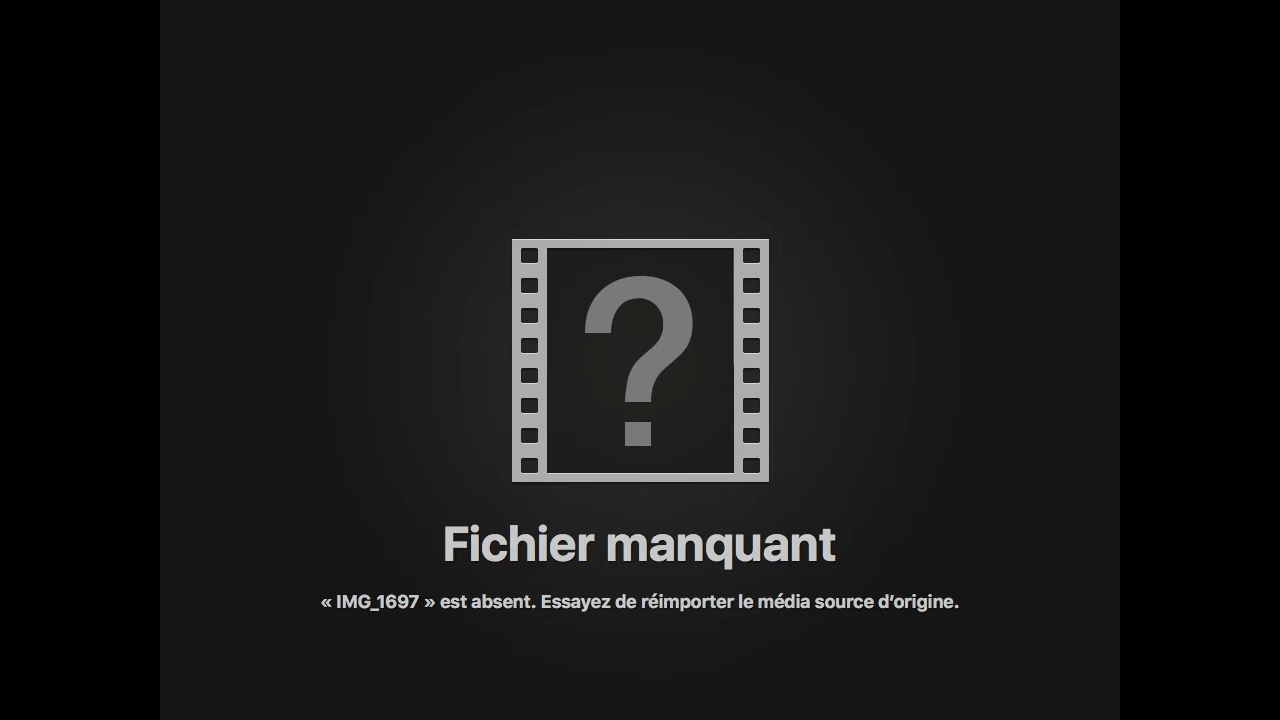 Fichier manquant
« IMG_1697 » est absent. Essayez de réimporter le média source d’origine.